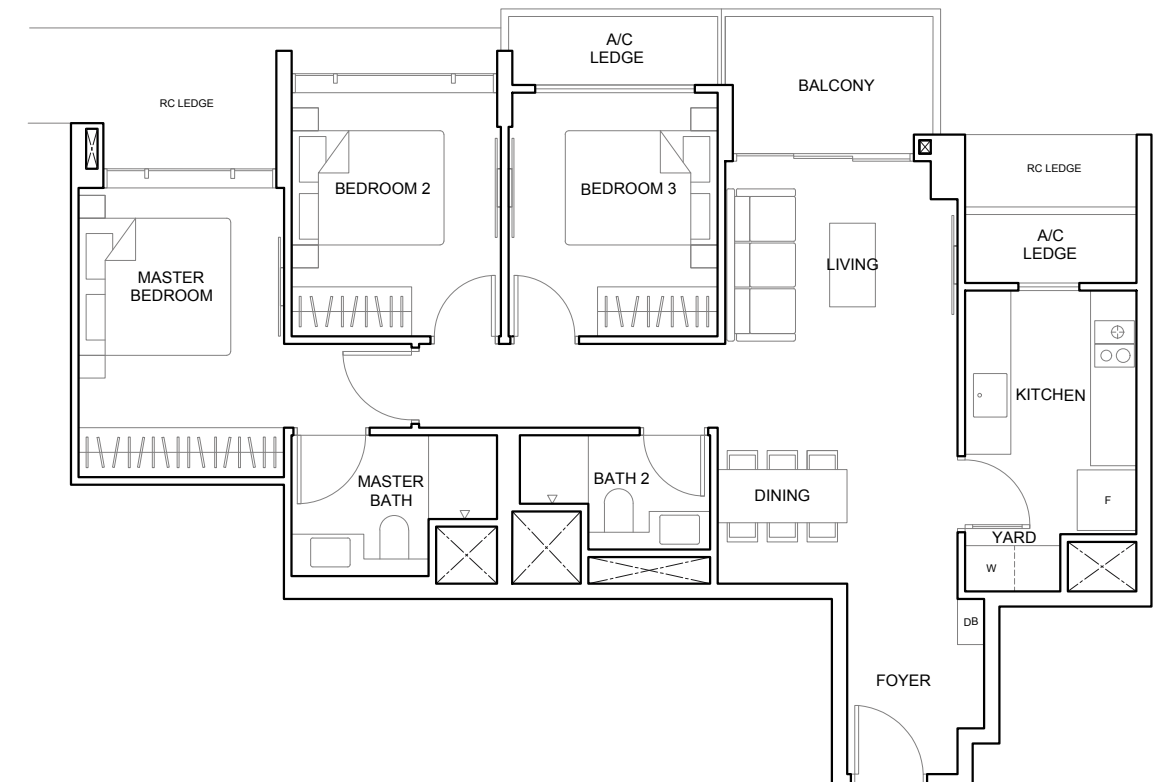 A/C
LEDGE
BALCONY
RC LEDGE
RC LEDGE
BEDROOM 2
BEDROOM 3
A/C
LEDGE
LIVING
MASTER
BEDROOM
KITCHEN
MASTER
BATH
BATH 2
DINING
F
YARD
W
DB
FOYER